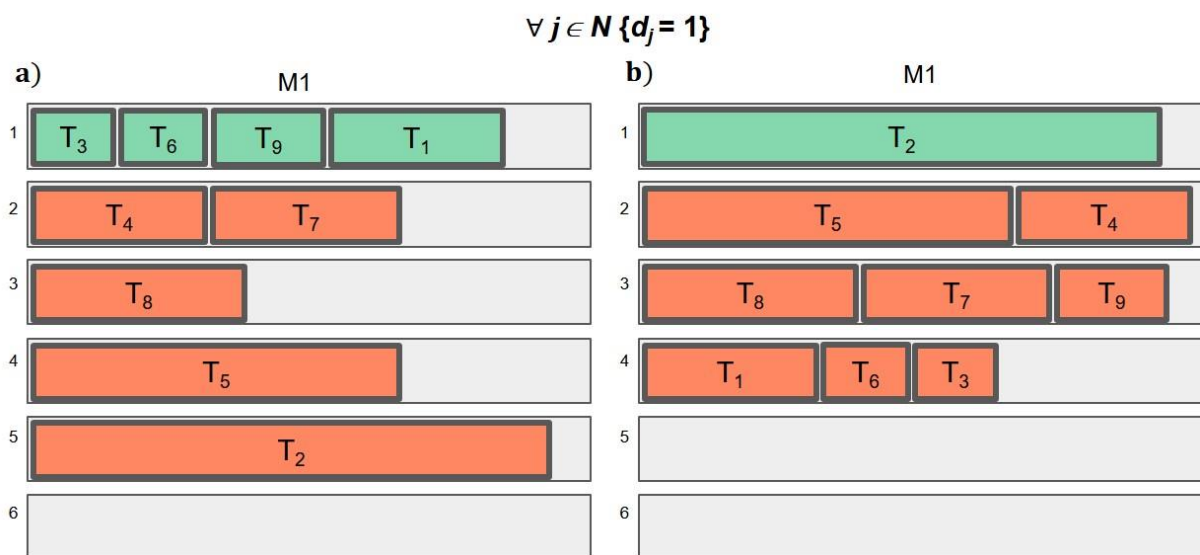 ∀ j ∈ N {dj = 1}
a)
M1
1 T3 T6 T9 T1
2 T4 T7
3 T8
4 T5
5 T2
6
b)
M1
1 T2
2 T5 T4
3 T8 T7 T9
4 T1 T6 T3
5
6